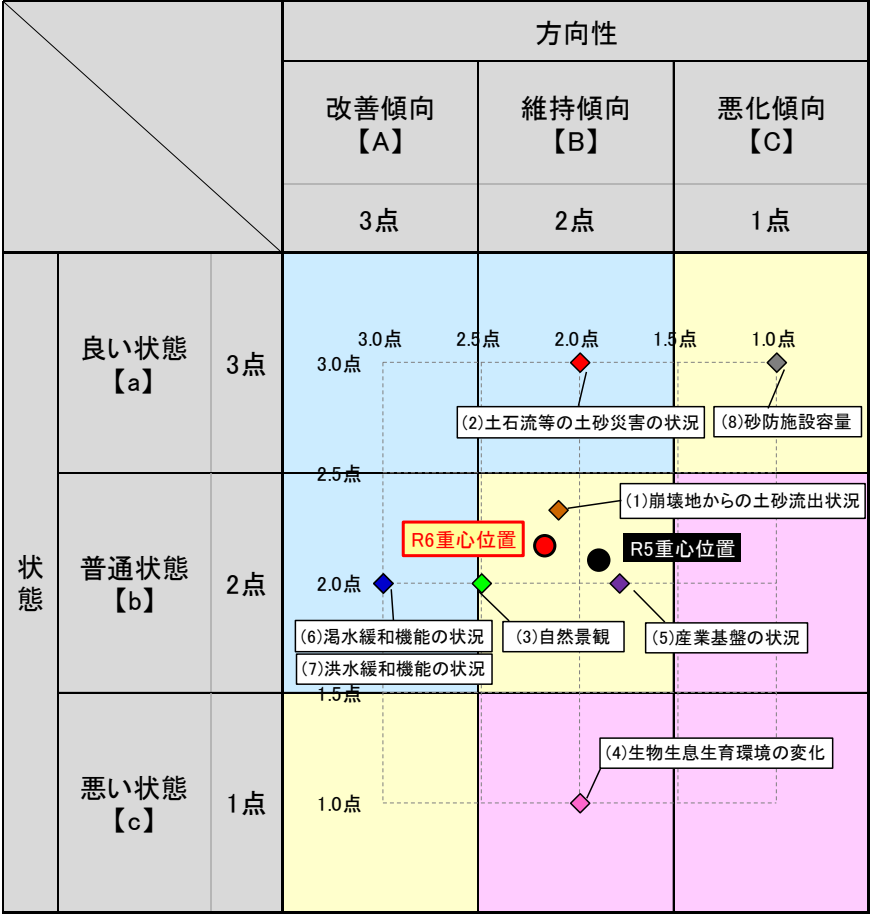 方向性
改善傾向
【A】
維持傾向
【B】
悪化傾向
【C】
3点
2点
1点
状態
良い状態
【a】
3点
普通状態
【b】
2点
悪い状態
【c】
1点
3.0点
2.5点
2.0点
1.5点
1.0点
3.0点
(2)土石流等の土砂災害の状況
(8)砂防施設容量
2.5点
(1)崩壊地からの土砂流出状況
R6重心位置
R5重心位置
2.0点
(6)渇水緩和機能の状況
(3)自然景観
(5)産業基盤の状況
(7)洪水緩和機能の状況
1.5点
(4)生物生息生育環境の変化
1.0点